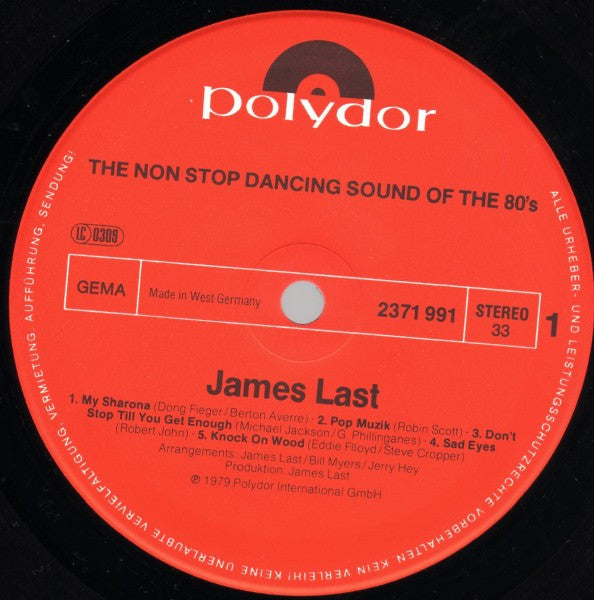 polydor
THE NON STOP DANCING SOUND OF THE 80's
LC 0309
GEMA
Made in West Germany
2371 991
STEREO
33
1
James Last
1. My Sharona (Dong Fieger/Berton Averre) · 2. Pop Muzik (Robin Scott) · 3. Don't
Stop Till You Get Enough (Michael Jackson/G. Phillinganes) · 4. Sad Eyes
(Robert John) · 5. Knock On Wood (Eddie Flloyd/Steve Cropper)
Arrangements: James Last/Bill Myers/Jerry Hey
Produktion: James Last
℗ 1979 Polydor International GmbH
ALLE URHEBER- UND LEISTUNGSSCHUTZRECHTE VORBEHALTEN KEIN VERLEIH! KEINE UNERLAUBTE VERVIELFÄLTIGUNG, VERMIETUNG, AUFFÜHRUNG, SENDUNG!